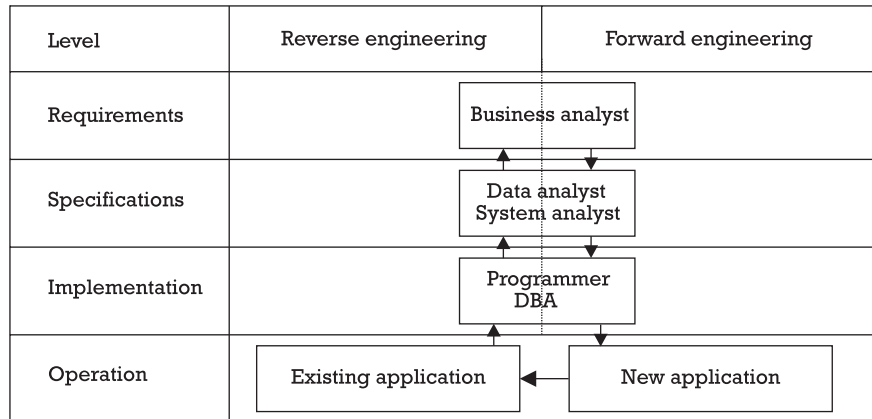 Level
Reverse engineering
Forward engineering
Requirements
Business analyst
Specifications
Data analyst
System analyst
Implementation
Programmer
DBA
Operation
Existing application
New application